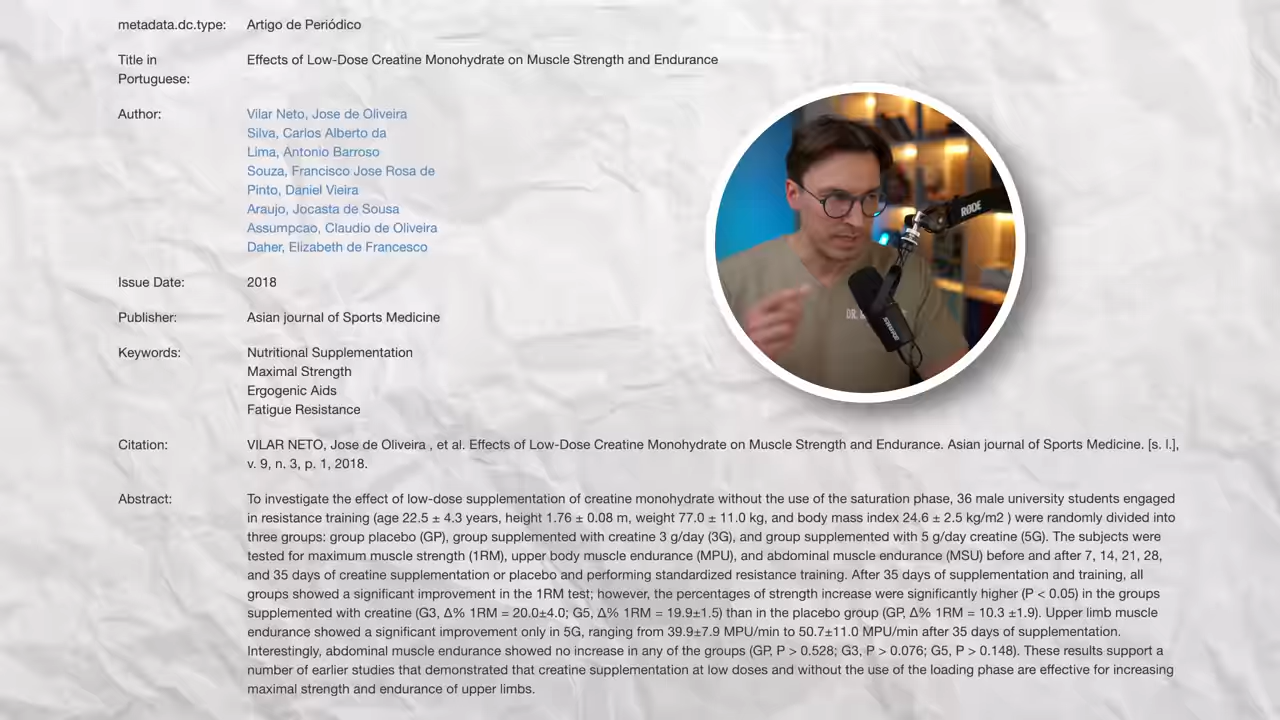 metadata.dc.type: Artigo de Periódico
Title in Portuguese: Effects of Low-Dose Creatine Monohydrate on Muscle Strength and Endurance
Author: Vilar Neto, Jose de Oliveira
Silva, Carlos Alberto da
Lima, Antonio Barroso
Souza, Francisco Jose Rosa de
Pinto, Daniel Vieira
Araujo, Jocasta de Sousa
Assumpcao, Claudio de Oliveira
Daher, Elizabeth de Francesco
Issue Date: 2018
Publisher: Asian journal of Sports Medicine
Keywords: Nutritional Supplementation
Maximal Strength
Ergogenic Aids
Fatigue Resistance
Citation: VILAR NETO, Jose de Oliveira , et al. Effects of Low-Dose Creatine Monohydrate on Muscle Strength and Endurance. Asian journal of Sports Medicine. [s. l.],
v. 9, n. 3, p. 1, 2018.
Abstract: To investigate the effect of low-dose supplementation of creatine monohydrate without the use of the saturation phase, 36 male university students engaged
in resistance training (age 22.5 ± 4.3 years, height 1.76 ± 0.08 m, weight 77.0 ± 11.0 kg, and body mass index 24.6 ± 2.5 kg/m2 ) were randomly divided into
three groups: group placebo (GP), group supplemented with creatine 3 g/day (3G), and group supplemented with 5 g/day creatine (5G). The subjects were
tested for maximum muscle strength (1RM), upper body muscle endurance (MPU), and abdominal muscle endurance (MSU) before and after 7, 14, 21, 28,
and 35 days of creatine supplementation or placebo and performing standardized resistance training. After 35 days of supplementation and training, all
groups showed a significant improvement in the 1RM test; however, the percentages of strength increase were significantly higher (P < 0.05) in the groups
supplemented with creatine (G3, Δ% 1RM = 20.0±4.0; G5, Δ% 1RM = 19.9±1.5) than in the placebo group (GP, Δ% 1RM = 10.3 ±1.9). Upper limb muscle
endurance showed a significant improvement only in 5G, ranging from 39.9±7.9 MPU/min to 50.7±11.0 MPU/min after 35 days of supplementation.
Interestingly, abdominal muscle endurance showed no increase in any of the groups (GP, P > 0.528; G3, P > 0.076; G5, P > 0.148). These results support a
number of earlier studies that demonstrated that creatine supplementation at low doses and without the use of the loading phase are effective for increasing
maximal strength and endurance of upper limbs.
RØDE
DR.